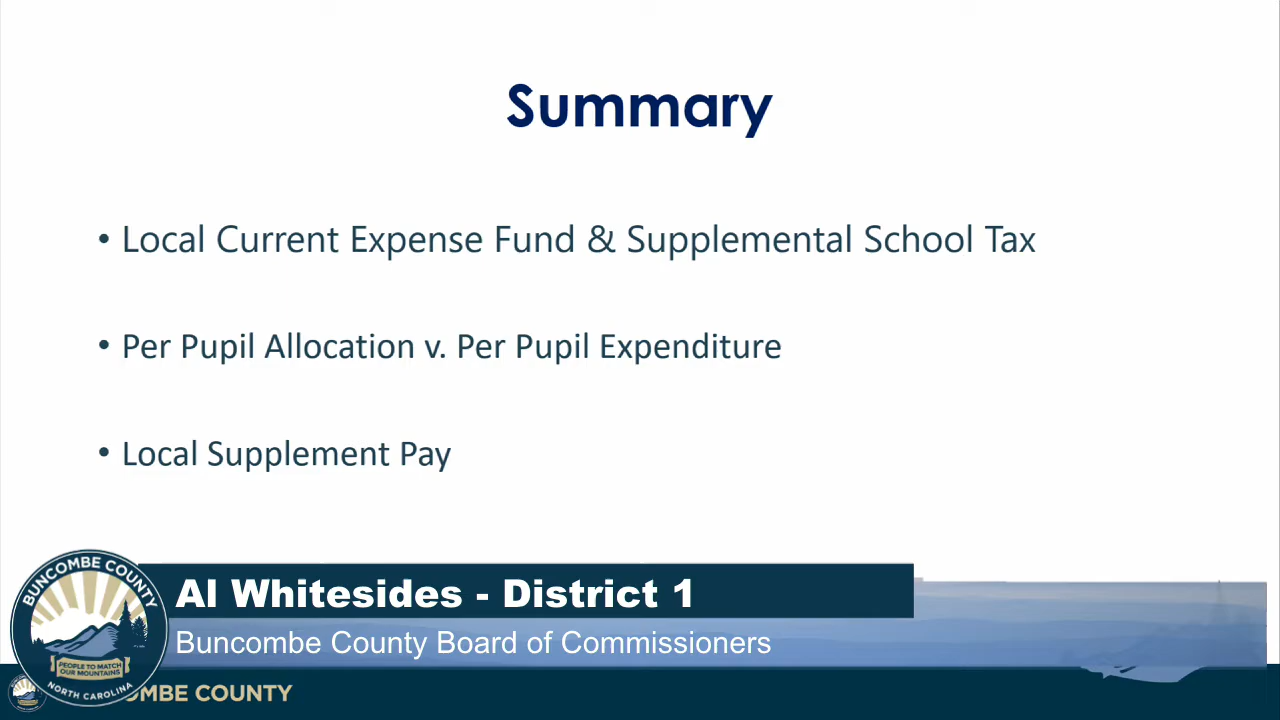 Summary
• Local Current Expense Fund & Supplemental School Tax
• Per Pupil Allocation v. Per Pupil Expenditure
• Local Supplement Pay
BUNCOMBE COUNTY
PEOPLE TO MATCH
OUR MOUNTAINS
NORTH CAROLINA
Al Whitesides - District 1
Buncombe County Board of Commissioners
OMBE COUNTY